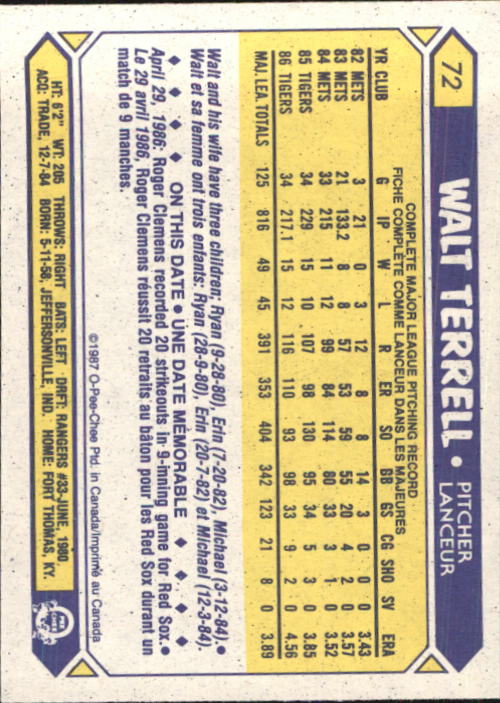 72
WALT TERRELL • PITCHER
LANCEUR
COMPLETE MAJOR LEAGUE PITCHING RECORD
FICHE COMPLÈTE COMME LANCEUR DANS LES MAJEURES
YR CLUB G IP W L R ER SO BB GS CG SHO SV ERA
82 METS 3 21 0 3 12 8 8 14 3 0 0 0 3.43
83 METS 21 133.2 8 8 57 53 59 55 20 4 2 0 3.57
84 METS 33 215 11 12 99 84 114 80 33 3 1 0 3.52
85 TIGERS 34 229 15 10 107 98 130 95 34 5 3 0 3.85
86 TIGERS 34 217.1 15 12 116 110 93 98 33 9 2 0 4.56
MAJ. LEA. TOTALS 125 816 49 45 391 353 404 342 123 21 8 0 3.89
Walt and his wife have three children: Ryan (9-28-80), Erin (7-20-82), Michael (3-12-84).●
Walt et sa femme ont trois enfants: Ryan (28-9-80), Erin (20-7-82) et Michael (12-3-84).
♦ ♦ ♦ ♦ ON THIS DATE • UNE DATE MEMORABLE ♦ ♦ ♦ ♦
April 29, 1986: Roger Clemens recorded 20 strikeouts in 9-inning game for Red Sox.●
Le 29 avril 1986, Roger Clemens réussit 20 retraits au bâton pour les Red Sox durant un
match de 9 manches.
©1987 O-Pee-Chee Ptd. in Canada/Imprimé au Canada
HT: 6'2" WT: 205 THROWS: RIGHT BATS: LEFT DRFT: RANGERS #33-JUNE, 1980
ACQ: TRADE, 12-7-84 BORN: 5-11-58, JEFFERSONVILLE, IND. HOME: FORT THOMAS, KY.
O PEE CHEE